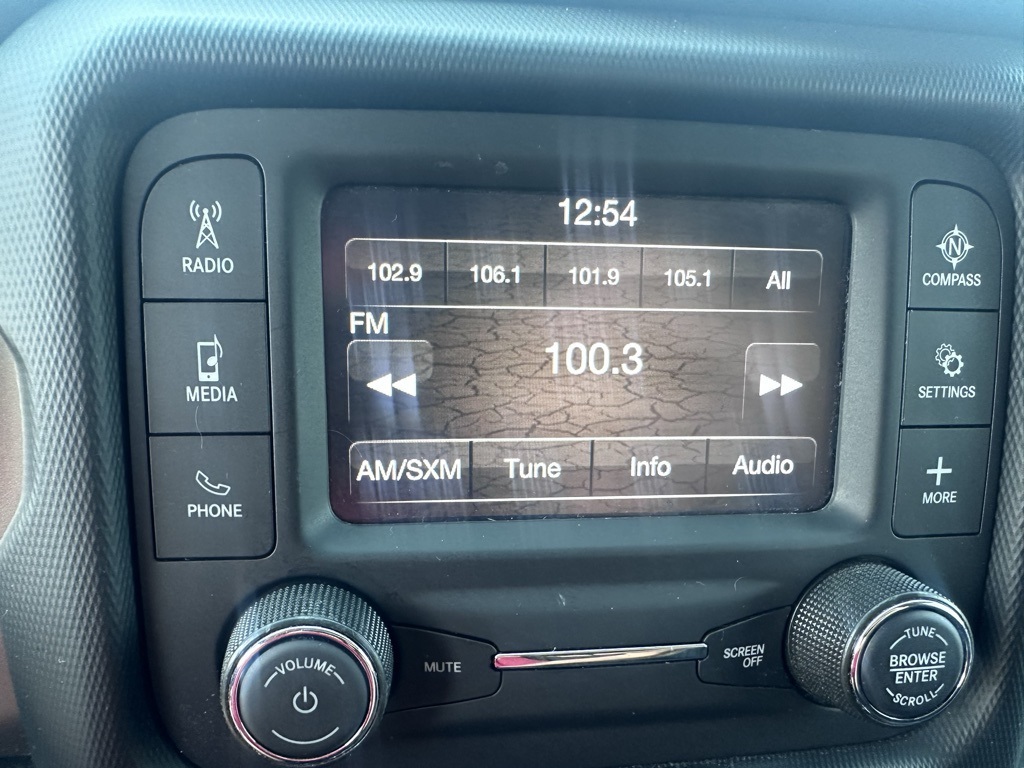 12:54
102.9 106.1 101.9 105.1 All
FM
100.3
AM/SXM Tune Info Audio
RADIO
MEDIA
PHONE
N
COMPASS
SETTINGS
MORE
VOLUME
MUTE
SCREEN
OFF
TUNE
BROWSE
ENTER
SCROLL